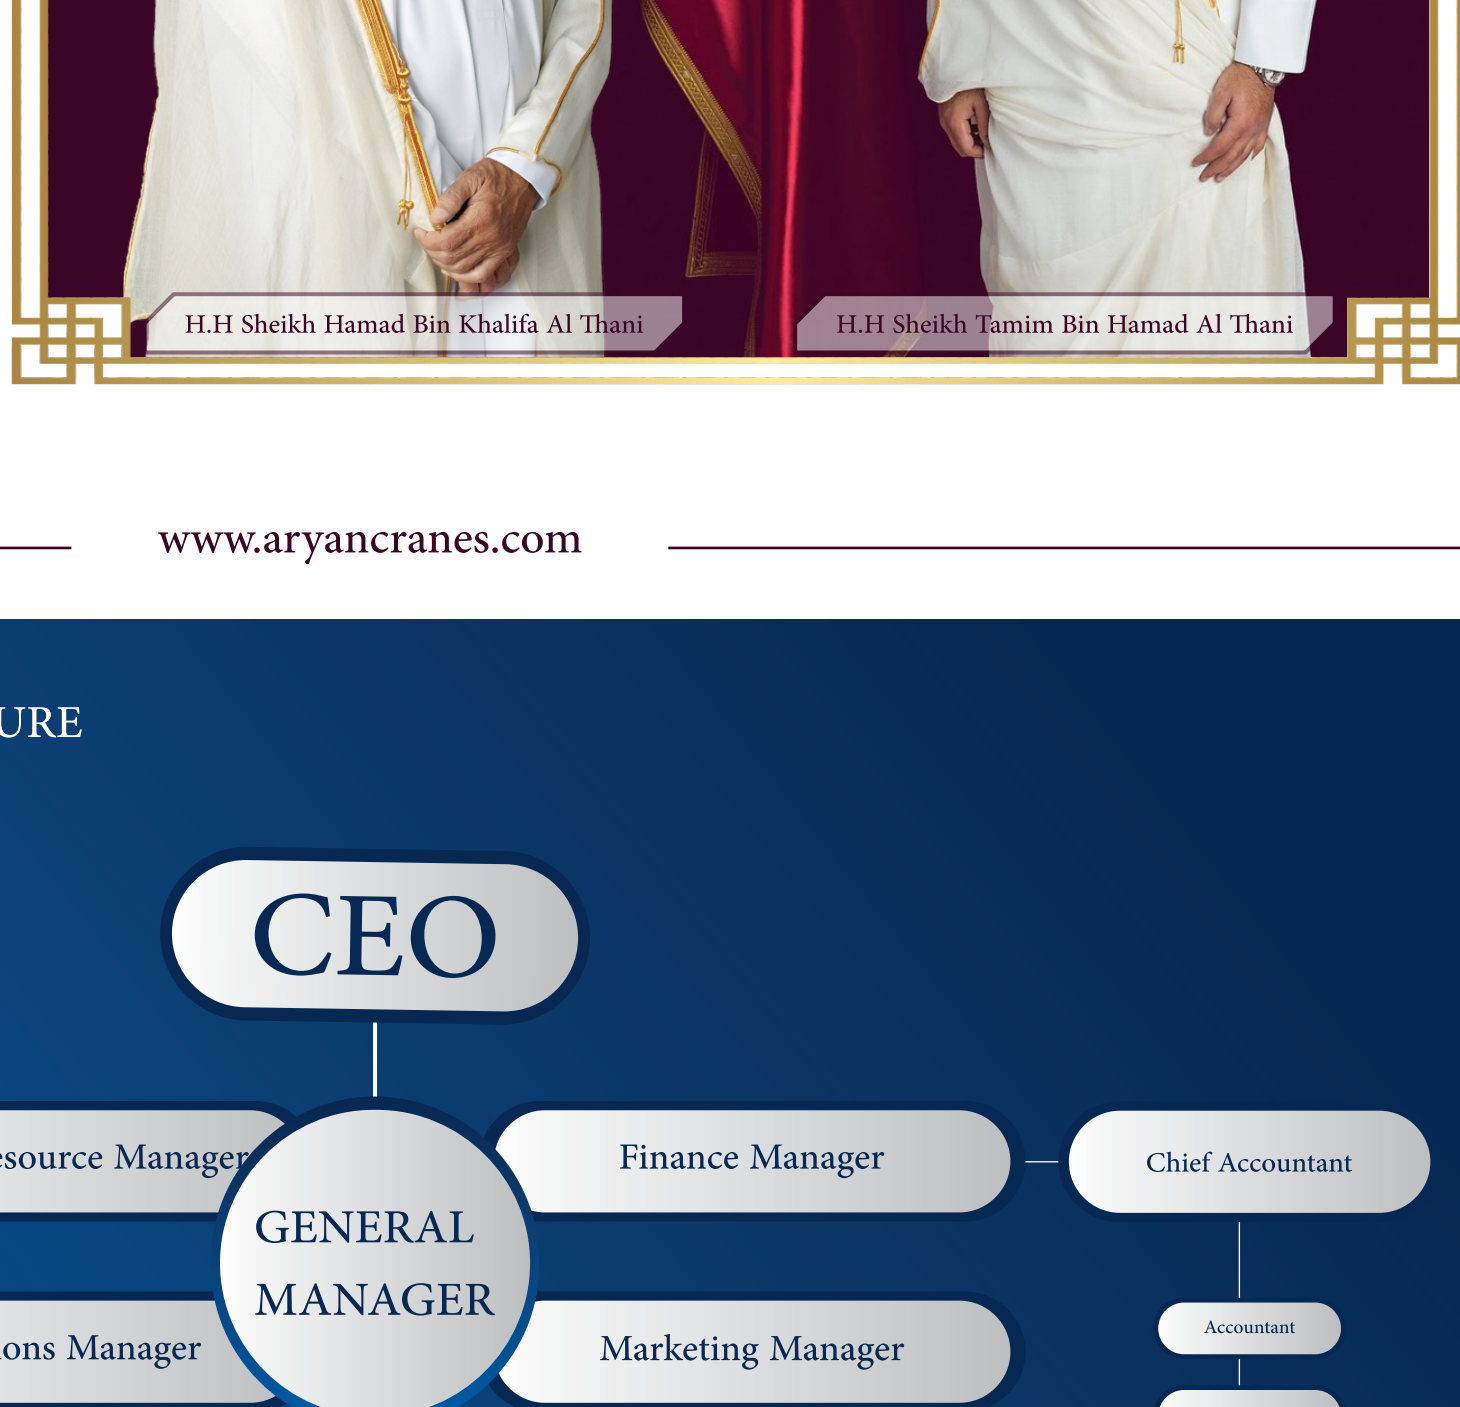 H.H Sheikh Hamad Bin Khalifa Al Thani
H.H Sheikh Tamim Bin Hamad Al Thani
www.aryancranes.com
URE
CEO
esource Manager
GENERAL
MANAGER
Finance Manager
Chief Accountant
ions Manager
Marketing Manager
Accountant